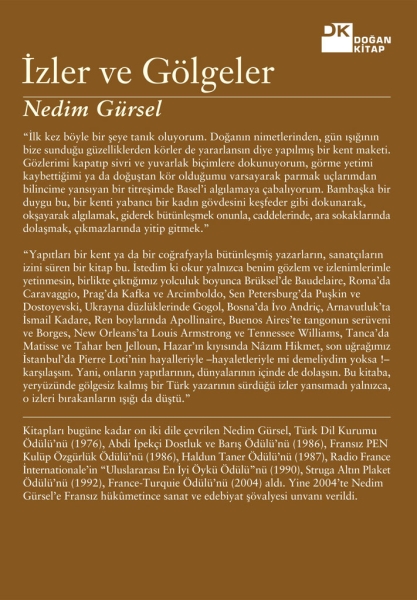 DK
DOĞAN
KİTAP
İzler ve Gölgeler
Nedim Gürsel
“İlk kez böyle bir şeye tanık oluyorum. Doğanın nimetlerinden, gün ışığının
bize sunduğu güzelliklerden körler de yararlansın diye yapılmış bir kent maketi.
Gözlerimi kapatıp sivri ve yuvarlak biçimlere dokunuyorum, görme yetimi
kaybettiğimi ya da doğuştan kör olduğumu varsayarak parmak uçlarımdan
bilincime yansıyan bir titreşimde Basel’i algılamaya çabalıyorum. Bambaşka bir
duygu bu, bir kenti yabancı bir kadın gövdesini keşfeder gibi dokunarak,
okşayarak algılamak, giderek bütünleşmek onunla, caddelerinde, ara sokaklarında
dolaşmak, çıkmazlarında yitip gitmek.”
“Yapıtları bir kent ya da bir coğrafyayla bütünleşmiş yazarların, sanatçıların
izini süren bir kitap bu. İstedim ki okur yalnızca benim gözlem ve izlenimlerimle
yetinmesin, birlikte çıktığımız yolculuk boyunca Brüksel’de Baudelaire, Roma’da
Caravaggio, Prag’da Kafka ve Arcimboldo, Sen Petersburg’da Puşkin ve
Dostoyevski, Ukrayna düzlüklerinde Gogol, Bosna’da İvo Andriç, Arnavutluk’ta
İsmail Kadare, Ren boylarında Apollinaire, Buenos Aires’te tangonun serüveni
ve Borges, New Orleans’ta Louis Armstrong ve Tennessee Williams, Tanca’da
Matisse ve Tahar ben Jelloun, Hazar’ın kıyısında Nâzım Hikmet, son uğrağımız
İstanbul’da Pierre Loti’nin hayalleriyle –hayaletleriyle mi demeliydim yoksa !–
karşılaşsın. Yani, onların yapıtlarının, dünyalarının içinde de dolaşsın. Bu kitaba,
yeryüzünde gölgesiz kalmış bir Türk yazarının sürdüğü izler yansımadı yalnızca,
o izleri bırakanların ışığı da düştü.”
Kitapları bugüne kadar on iki dile çevrilen Nedim Gürsel, Türk Dil Kurumu
Ödülü’nü (1976), Abdi İpekçi Dostluk ve Barış Ödülü’nü (1986), Fransız PEN
Kulüp Özgürlük Ödülü’nü (1986), Haldun Taner Ödülü’nü (1987), Radio France
İnternationale’in “Uluslararası En İyi Öykü Ödülü”nü (1990), Struga Altın Plaket
Ödülü’nü (1992), France-Turquie Ödülü’nü (2004) aldı. Yine 2004’te Nedim
Gürsel’e Fransız hükûmetince sanat ve edebiyat şövalyesi unvanı verildi.